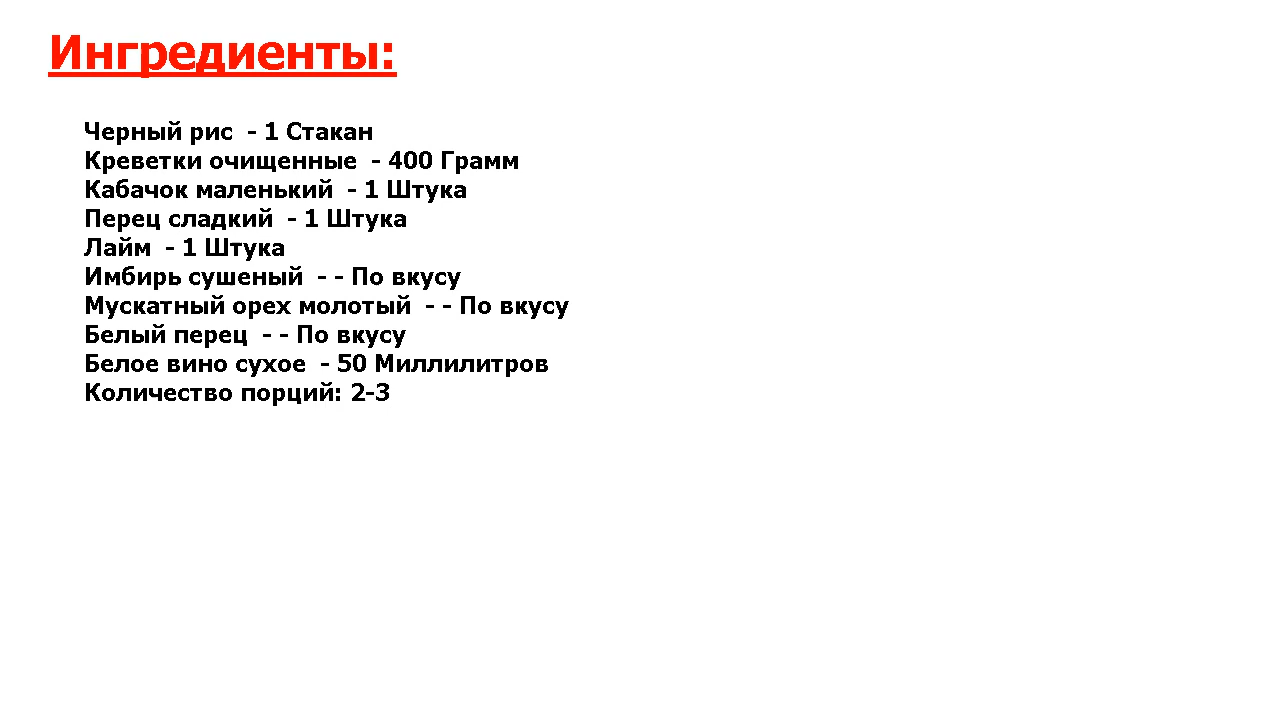 Ингредиенты:
Черный рис  - 1 Стакан
Креветки очищенные  - 400 Грамм
Кабачок маленький  - 1 Штука
Перец сладкий  - 1 Штука
Лайм  - 1 Штука
Имбирь сушеный  - - По вкусу
Мускатный орех молотый  - - По вкусу
Белый перец  - - По вкусу
Белое вино сухое  - 50 Миллилитров
Количество порций: 2-3